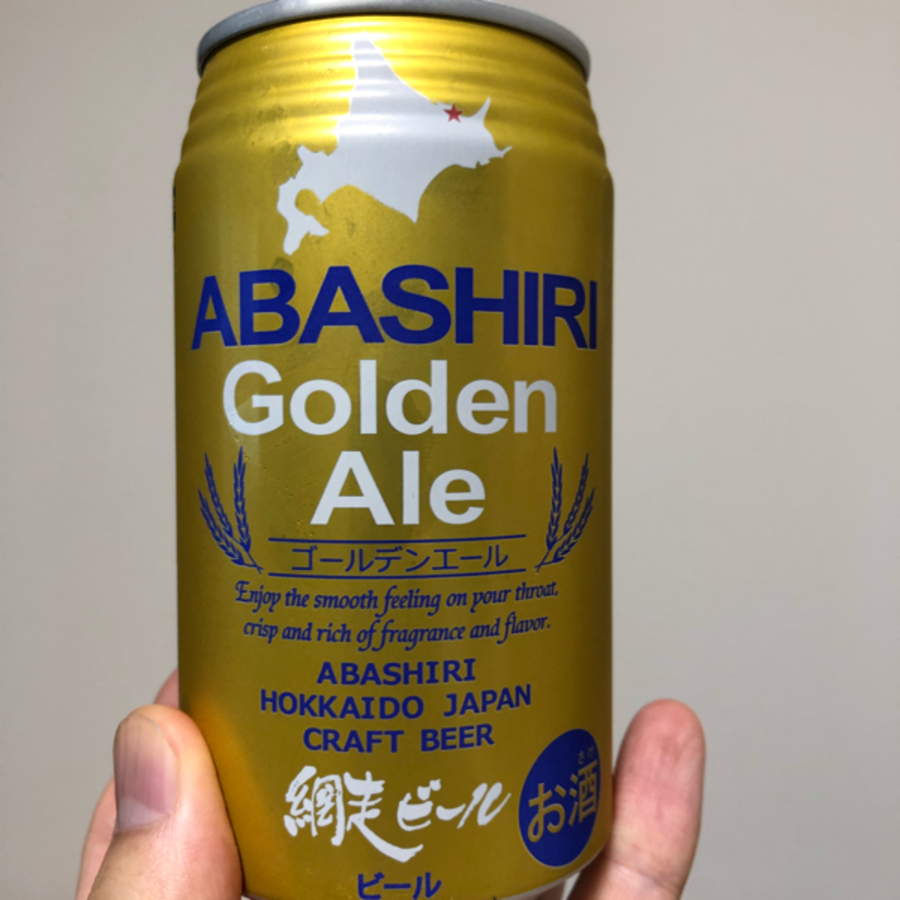 ABASHIRI
Golden
Ale
ゴールデンエール
Enjoy the smooth feeling on your throat,
crisp and rich of fragrance and flavor.
ABASHIRI
HOKKAIDO JAPAN
CRAFT BEER
網走ビール
さけ
お酒
ビール